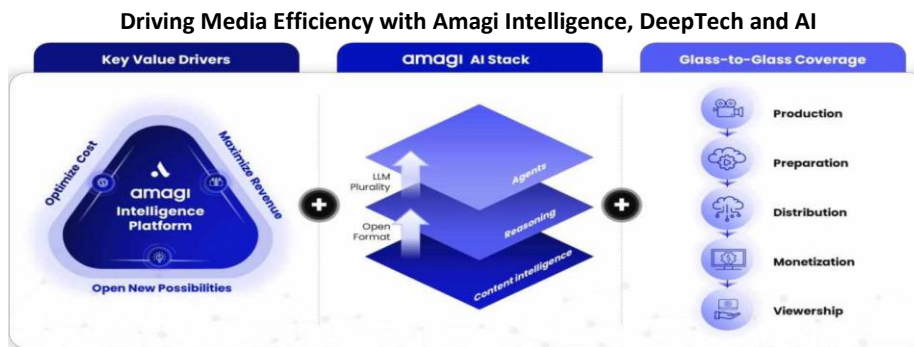 Driving Media Efficiency with Amagi Intelligence, DeepTech and AI
Key Value Drivers
Optimize Cost
Maximize Revenue
amagi
Intelligence
Platform
Open New Possibilities
amagi AI Stack
LLM
Plurality
Open
Format
Agents
Reasoning
Content intelligence
Glass-to-Glass Coverage
Production
Preparation
Distribution
Monetization
Viewership